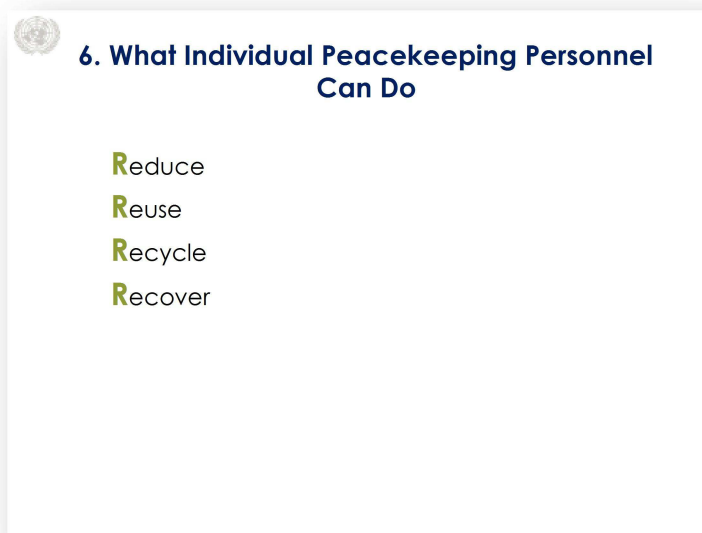 6. What Individual Peacekeeping Personnel
Can Do
Reduce
Reuse
Recycle
Recover